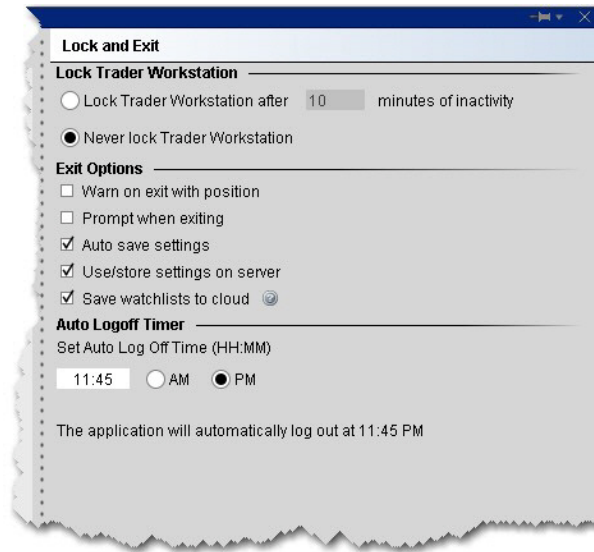 Lock and Exit
Lock Trader Workstation
Lock Trader Workstation after 10 minutes of inactivity
Never lock Trader Workstation
Exit Options
Warn on exit with position
Prompt when exiting
Auto save settings
Use/store settings on server
Save watchlists to cloud ?
Auto Logoff Timer
Set Auto Log Off Time (HH:MM)
11:45 AM PM
The application will automatically log out at 11:45 PM